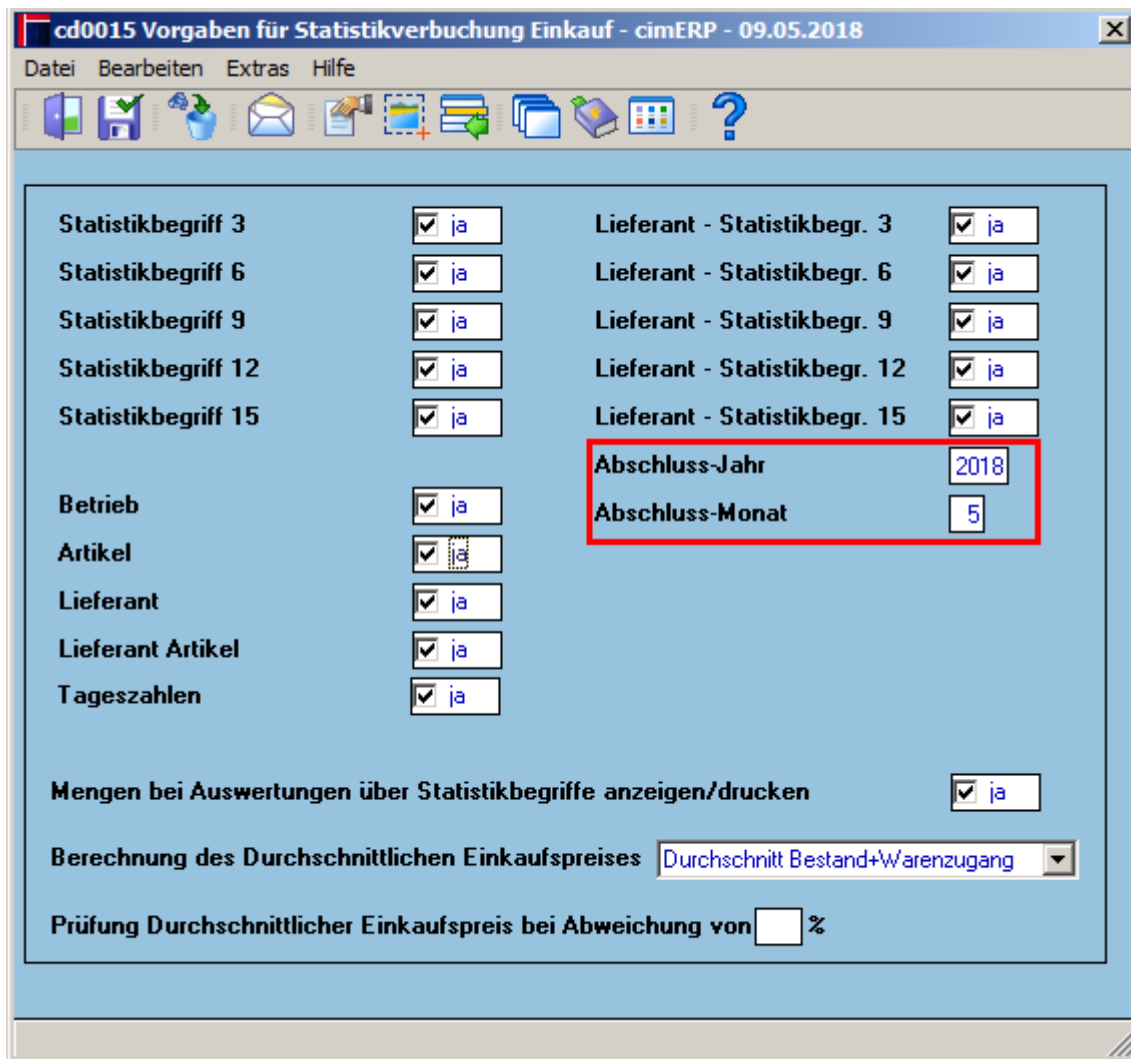 cd0015 Vorgaben für Statistikverbuchung Einkauf - cimERP - 09.05.2018
Datei Bearbeiten Extras Hilfe
Statistikbegriff 3 ja Lieferant - Statistikbegr. 3 ja
Statistikbegriff 6 ja Lieferant - Statistikbegr. 6 ja
Statistikbegriff 9 ja Lieferant - Statistikbegr. 9 ja
Statistikbegriff 12 ja Lieferant - Statistikbegr. 12 ja
Statistikbegriff 15 ja Lieferant - Statistikbegr. 15 ja
Abschluss-Jahr 2018
Betrieb ja Abschluss-Monat 5
Artikel ja
Lieferant ja
Lieferant Artikel ja
Tageszahlen ja
Mengen bei Auswertungen über Statistikbegriffe anzeigen/drucken ja
Berechnung des Durchschnittlichen Einkaufspreises Durchschnitt Bestand+Warenzugang
Prüfung Durchschnittlicher Einkaufspreis bei Abweichung von %